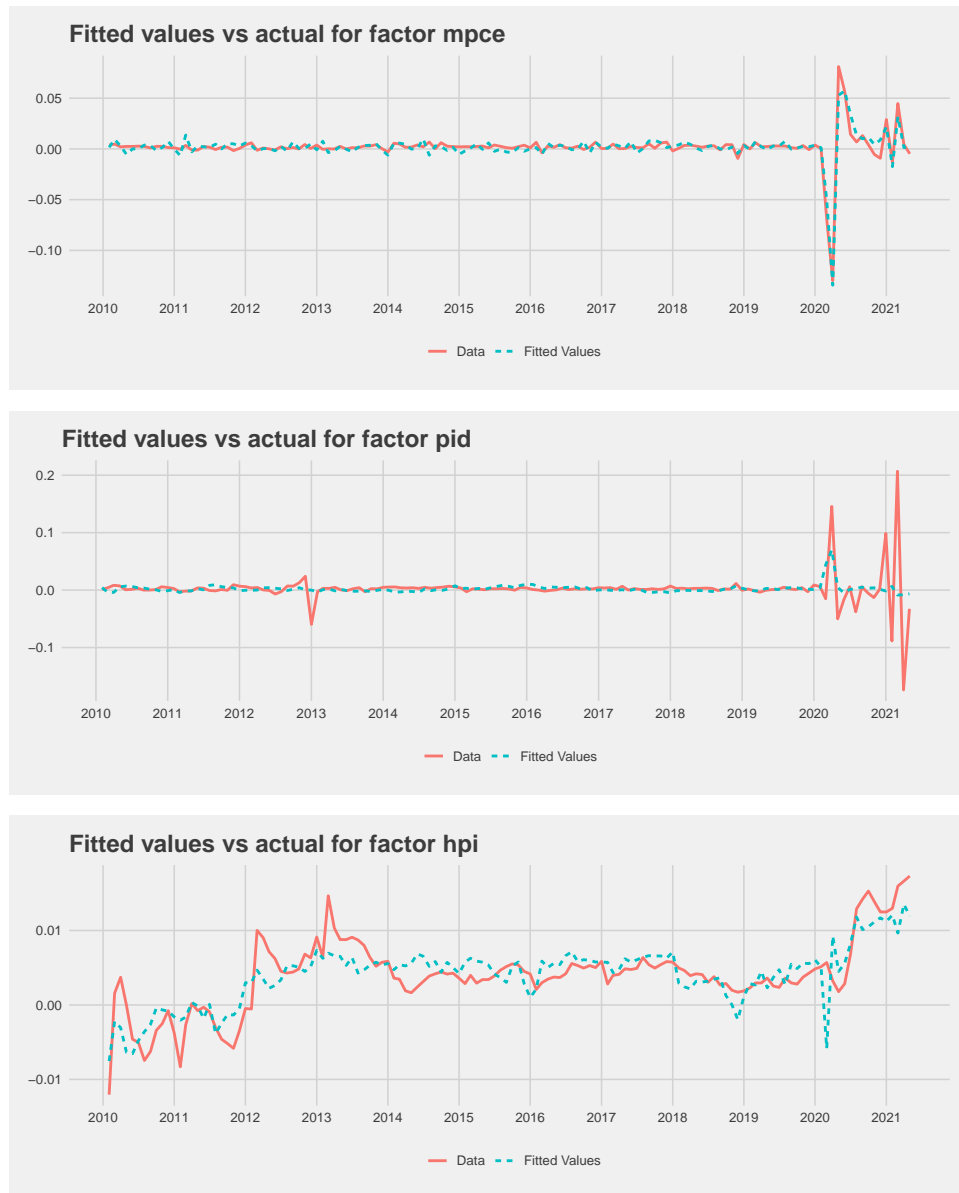 Fitted values vs actual for factor mpce
0.05
0.00
−0.05
−0.10
2010 2011 2012 2013 2014 2015 2016 2017 2018 2019 2020 2021
Data Fitted Values
Fitted values vs actual for factor pid
0.2
0.1
0.0
−0.1
2010 2011 2012 2013 2014 2015 2016 2017 2018 2019 2020 2021
Data Fitted Values
Fitted values vs actual for factor hpi
0.01
0.00
−0.01
2010 2011 2012 2013 2014 2015 2016 2017 2018 2019 2020 2021
Data Fitted Values